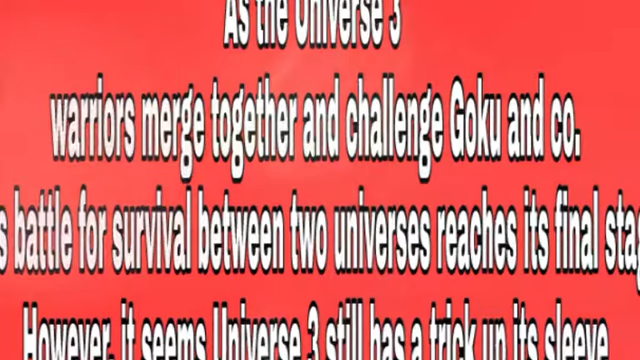 As the Universe 3
warriors merge together and challenge Goku and co.
s battle for survival between two universes reaches its final stag
However, it seems Universe 3 still has a trick up its sleeve